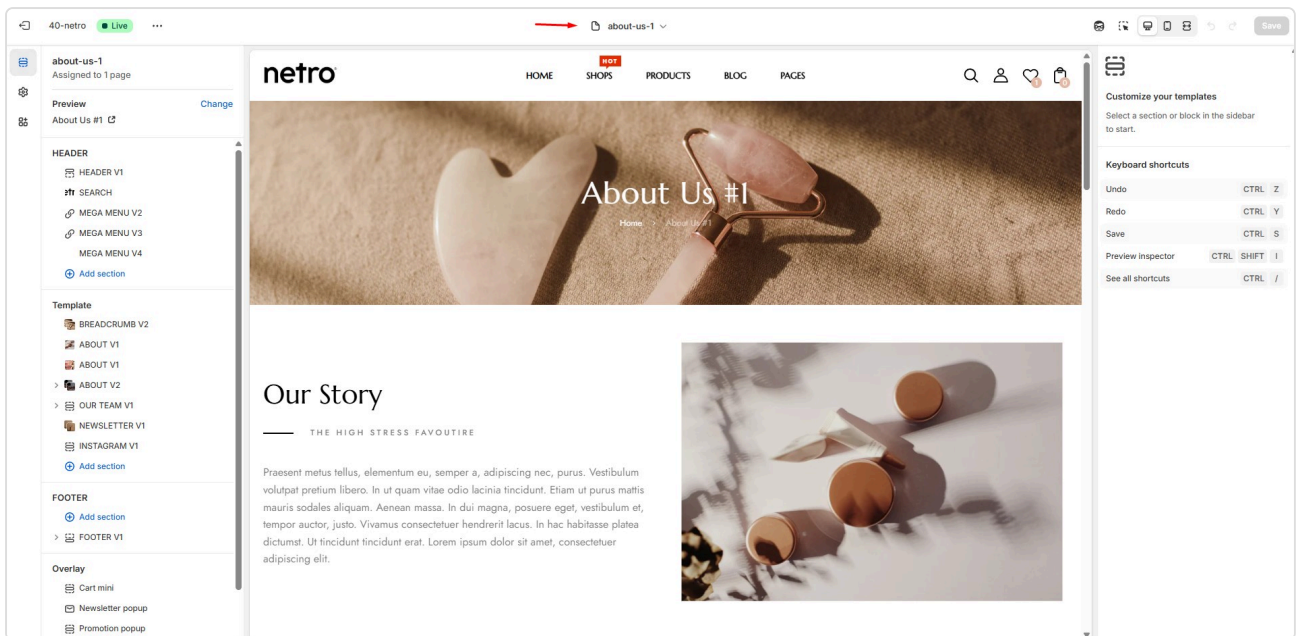 40-netro
Live
about-us-1
Save
about-us-1
Assigned to 1 page
Preview
Change
About Us #1
HEADER
HEADER V1
SEARCH
MEGA MENU V2
MEGA MENU V3
MEGA MENU V4
Add section
Template
BREADCRUMB V2
ABOUT V1
ABOUT V1
ABOUT V2
OUR TEAM V1
NEWSLETTER V1
INSTAGRAM V1
Add section
FOOTER
Add section
FOOTER V1
Overlay
Cart mini
Newsletter popup
Promotion popup
netro
HOT
HOME SHOPS PRODUCTS BLOG PAGES
1 0
About Us #1
Home > About Us #1
Our Story
THE HIGH STRESS FAVOUTIRE
Praesent metus tellus, elementum eu, semper a, adipiscing nec, purus. Vestibulum
volutpat pretium libero. In ut quam vitae odio lacinia tincidunt. Etiam ut purus mattis
mauris sodales aliquam. Aenean massa. In dui magna, posuere eget, vestibulum et,
tempor auctor, justo. Vivamus consectetuer hendrerit lacus. In hac habitasse platea
dictumst. Ut tincidunt tincidunt erat. Lorem ipsum dolor sit amet, consectetuer
adipiscing elit.
Customize your templates
Select a section or block in the sidebar
to start.
Keyboard shortcuts
Undo CTRL Z
Redo CTRL Y
Save CTRL S
Preview inspector CTRL SHIFT I
See all shortcuts CTRL /